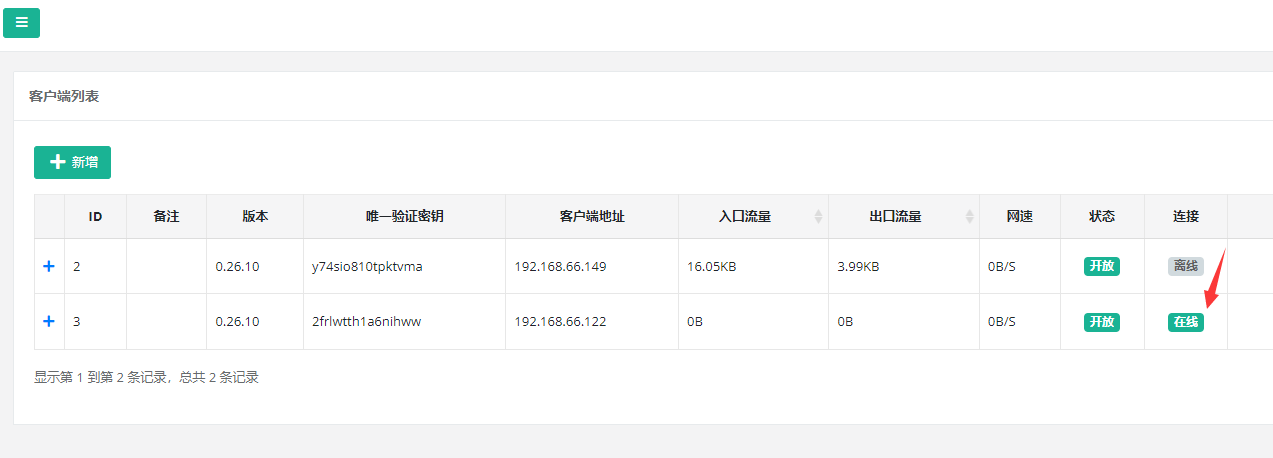 客户端列表
新增
ID 备注 版本 唯一验证密钥 客户端地址 入口流量 出口流量 网速 状态 连接
2 0.26.10 y74sio810tpktvma 192.168.66.149 16.05KB 3.99KB 0B/S 开放 离线
3 0.26.10 2frlwtth1a6nihww 192.168.66.122 0B 0B 0B/S 开放 在线
显示第 1 到第 2 条记录，总共 2 条记录